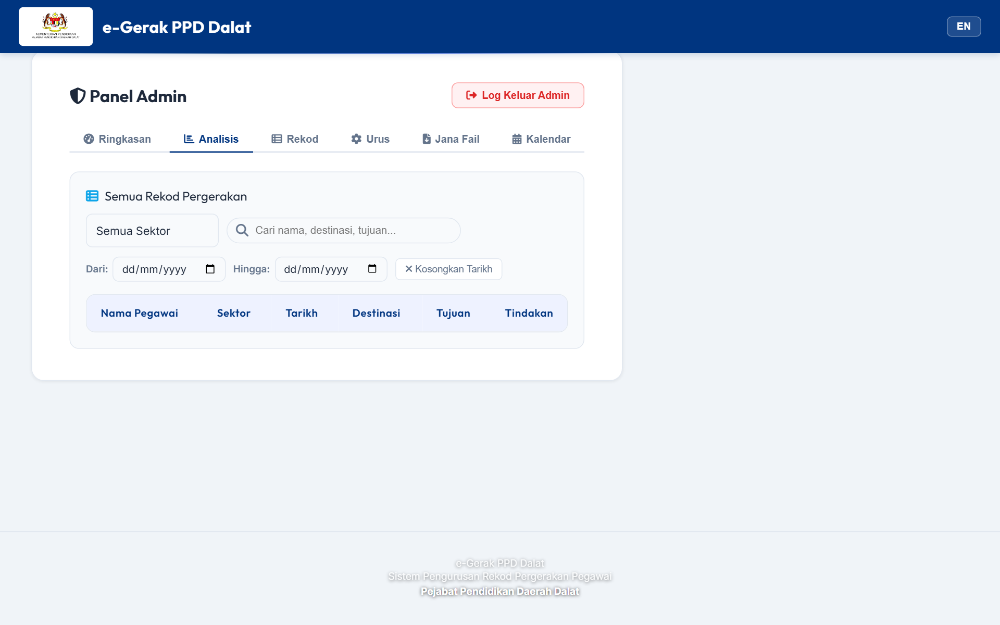 KEMENTERIAN PENDIDIKAN
PEJABAT PENDIDIKAN DAERAH DALAT
e-Gerak PPD Dalat
EN
Panel Admin
Log Keluar Admin
Ringkasan
Analisis
Rekod
Urus
Jana Fail
Kalendar
Semua Rekod Pergerakan
Semua Sektor
Cari nama, destinasi, tujuan...
Dari: dd/mm/yyyy Hingga: dd/mm/yyyy Kosongkan Tarikh
Nama Pegawai Sektor Tarikh Destinasi Tujuan Tindakan
e-Gerak PPD Dalat
Sistem Pengurusan Rekod Pergerakan Pegawai
Pejabat Pendidikan Daerah Dalat